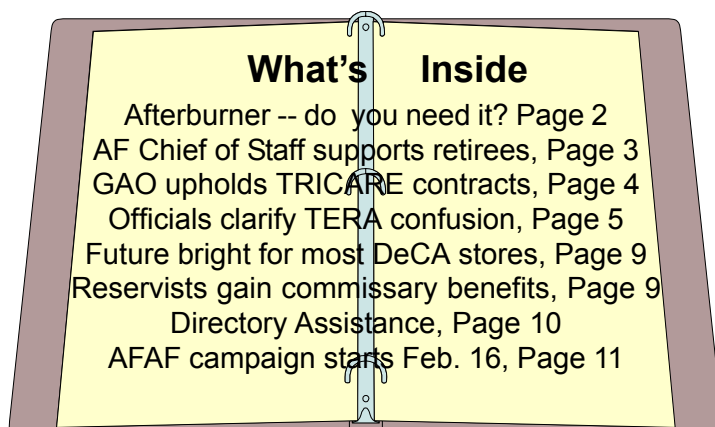 What's Inside
Afterburner -- do you need it? Page 2
AF Chief of Staff supports retirees, Page 3
GAO upholds TRICARE contracts, Page 4
Officials clarify TERA confusion, Page 5
Future bright for most DeCA stores, Page 9
Reservists gain commissary benefits, Page 9
Directory Assistance, Page 10
AFAF campaign starts Feb. 16, Page 11